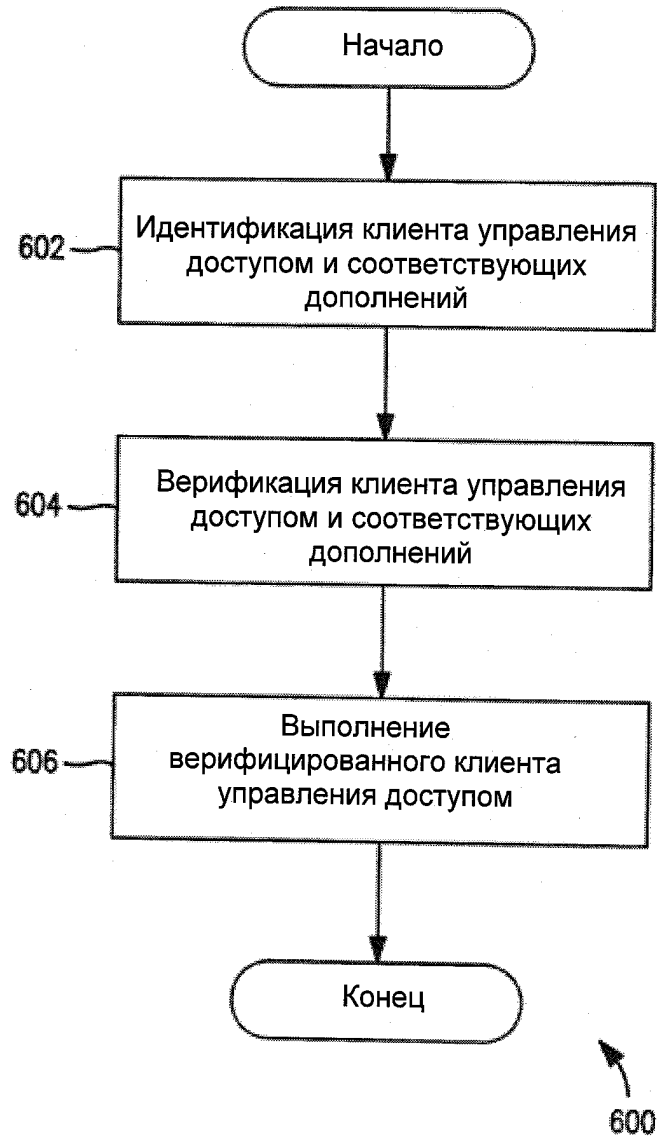 Начало
602
Идентификация клиента управления
доступом и соответствующих
дополнений
604
Верификация клиента управления
доступом и соответствующих
дополнений
606
Выполнение
верифицированного клиента
управления доступом
Конец
600